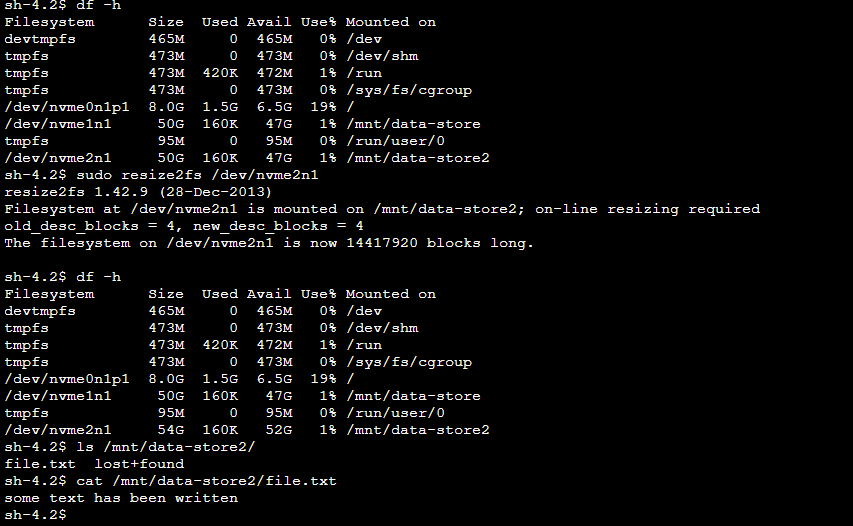 sh-4.2$ df -h
Filesystem      Size  Used Avail Use% Mounted on
devtmpfs        465M     0  465M   0% /dev
tmpfs           473M     0  473M   0% /dev/shm
tmpfs           473M  420K  472M   1% /run
tmpfs           473M     0  473M   0% /sys/fs/cgroup
/dev/nvme0n1p1  8.0G  1.5G  6.5G  19% /
/dev/nvme1n1     50G  160K   47G   1% /mnt/data-store
tmpfs            95M     0   95M   0% /run/user/0
/dev/nvme2n1     50G  160K   47G   1% /mnt/data-store2
sh-4.2$ sudo resize2fs /dev/nvme2n1
resize2fs 1.42.9 (28-Dec-2013)
Filesystem at /dev/nvme2n1 is mounted on /mnt/data-store2; on-line resizing required
old_desc_blocks = 4, new_desc_blocks = 4
The filesystem on /dev/nvme2n1 is now 14417920 blocks long.

sh-4.2$ df -h
Filesystem      Size  Used Avail Use% Mounted on
devtmpfs        465M     0  465M   0% /dev
tmpfs           473M     0  473M   0% /dev/shm
tmpfs           473M  420K  472M   1% /run
tmpfs           473M     0  473M   0% /sys/fs/cgroup
/dev/nvme0n1p1  8.0G  1.5G  6.5G  19% /
/dev/nvme1n1     50G  160K   47G   1% /mnt/data-store
tmpfs            95M     0   95M   0% /run/user/0
/dev/nvme2n1     54G  160K   52G   1% /mnt/data-store2
sh-4.2$ ls /mnt/data-store2/
file.txt  lost+found
sh-4.2$ cat /mnt/data-store2/file.txt
some text has been written
sh-4.2$